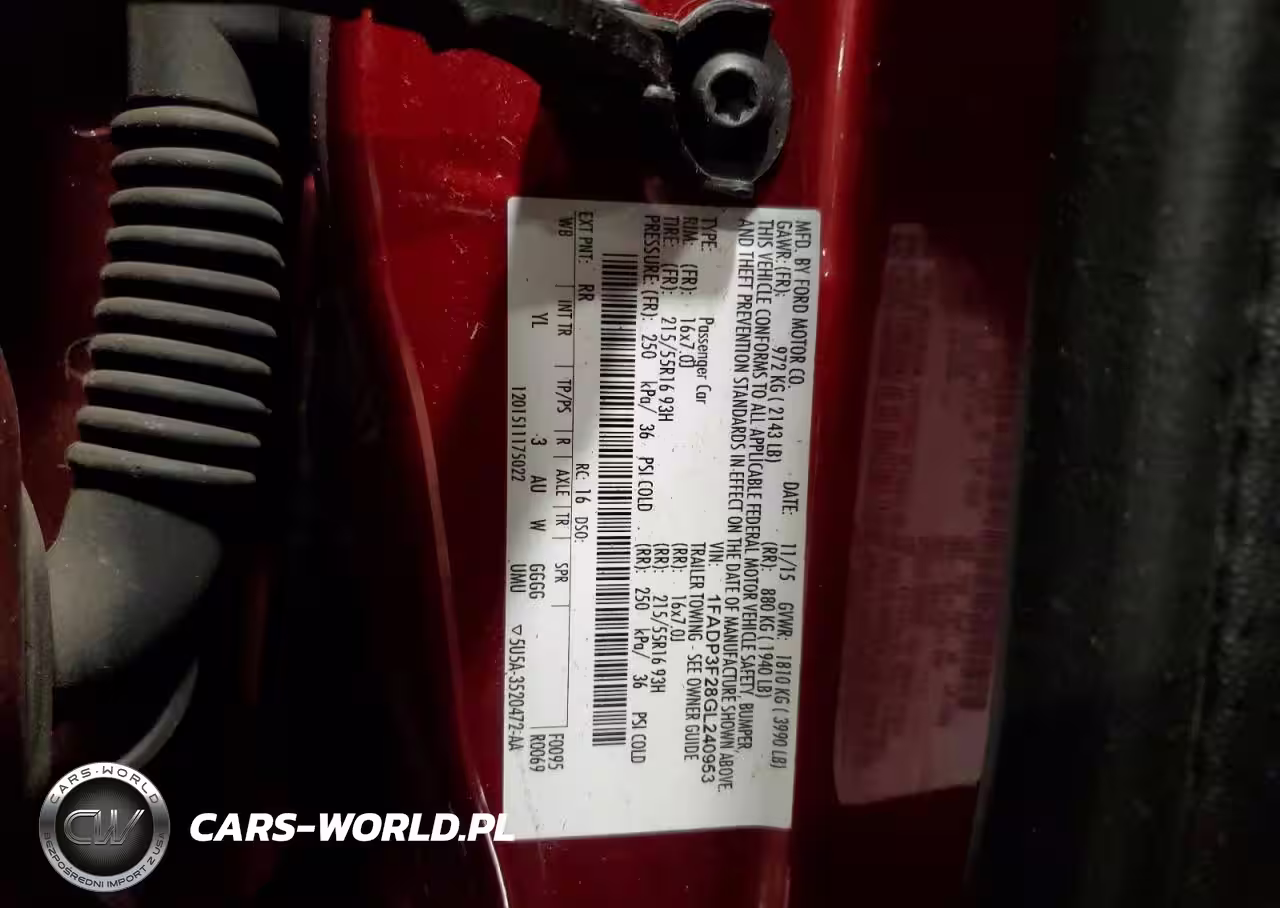 MFD. BY FORD MOTOR CO. DATE: 11/15 GVWR: 1810 KG ( 3990 LB)
GAWR: (FR): 972 KG ( 2143 LB) (RR): 880 KG ( 1940 LB)
THIS VEHICLE CONFORMS TO ALL APPLICABLE FEDERAL MOTOR VEHICLE SAFETY, BUMPER,
AND THEFT PREVENTION STANDARDS IN EFFECT ON THE DATE OF MANUFACTURE SHOWN ABOVE.
VIN: 1FADP3F28GL240953
TYPE: Passenger Car TRAILER TOWING - SEE OWNER GUIDE
RIM: (FR): 16x7.0J (RR): 16x7.0J
TIRE: (FR): 215/55R16 93H (RR): 215/55R16 93H
PRESSURE: (FR): 250 kPa/ 36 PSI COLD (RR): 250 kPa/ 36 PSI COLD
EXT PNT: RR RC: 16 DSO: F0095
WB INT TR TP/PS R AXLE TR SPR R0069
YL 3 AU W GGGG
1201511175022 UMU ▽5U5A-3520472-AA
CARS-WORLD
CW
BEZPOŚREDNI IMPORT Z USA
CARS-WORLD.PL